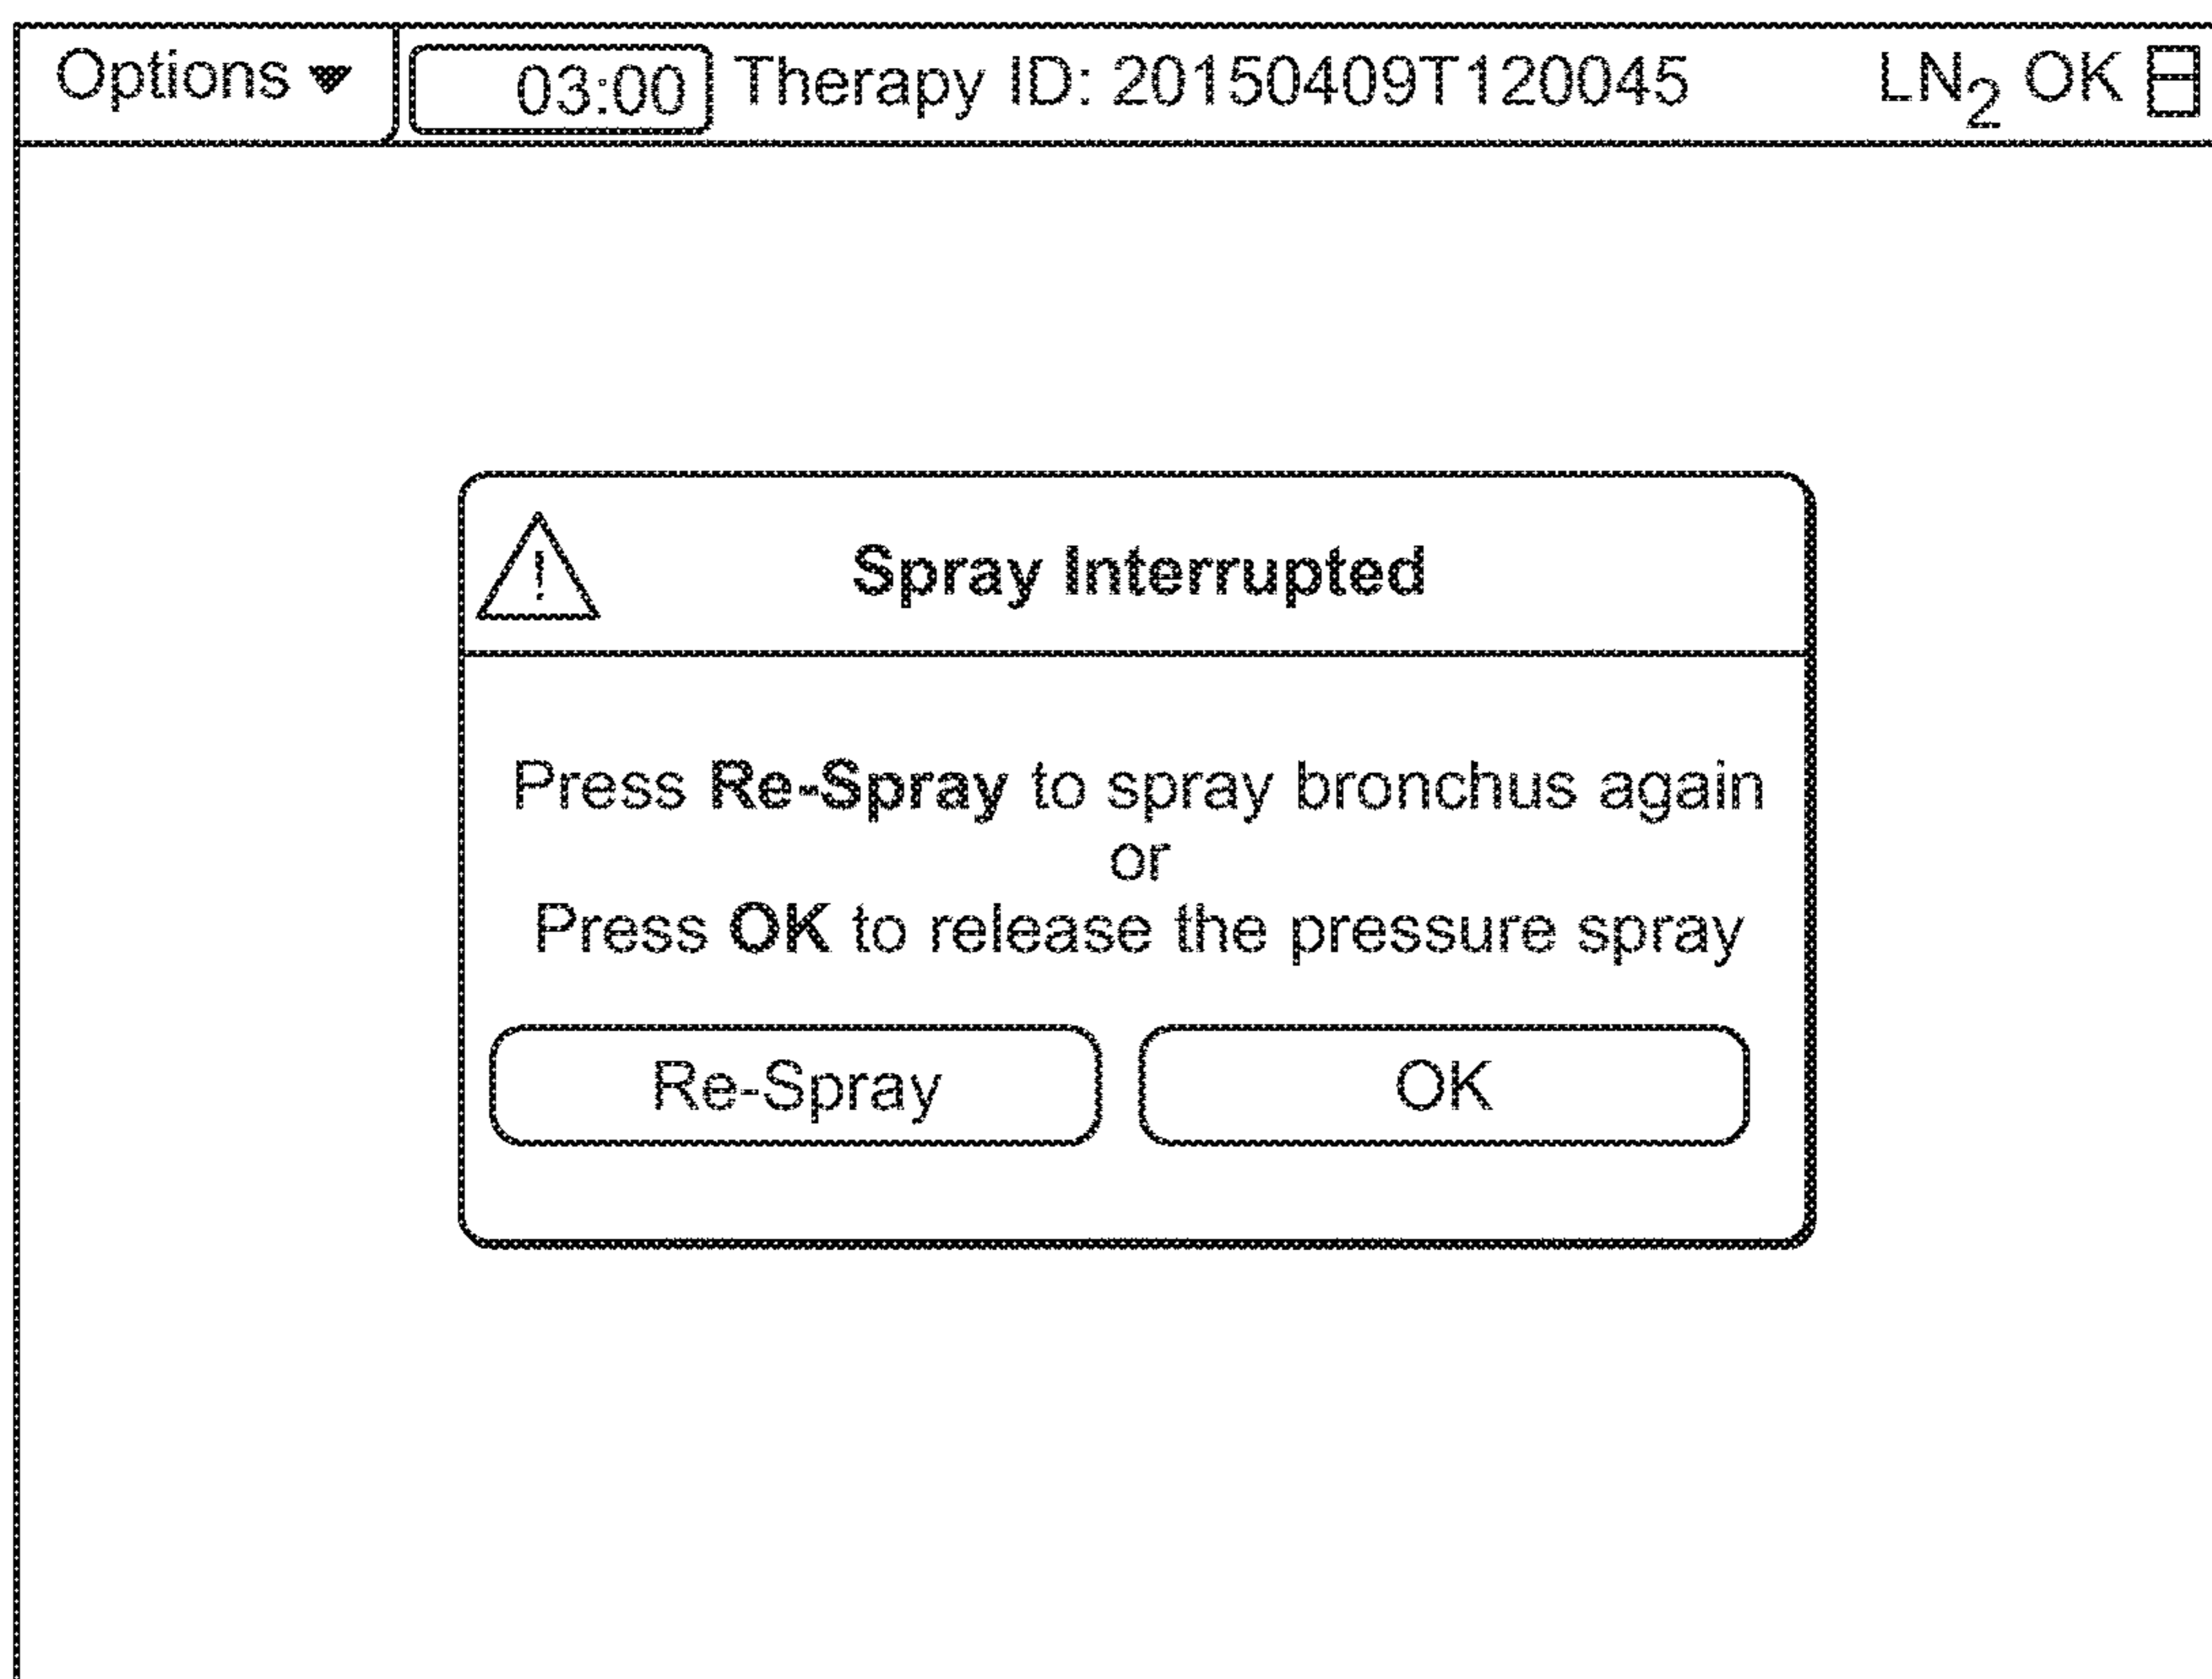 Options ▼ 03:00 Therapy ID: 20150409T120045 LN₂ OK
! Spray Interrupted
Press Re-Spray to spray bronchus again
or
Press OK to release the pressure spray
Re-Spray OK